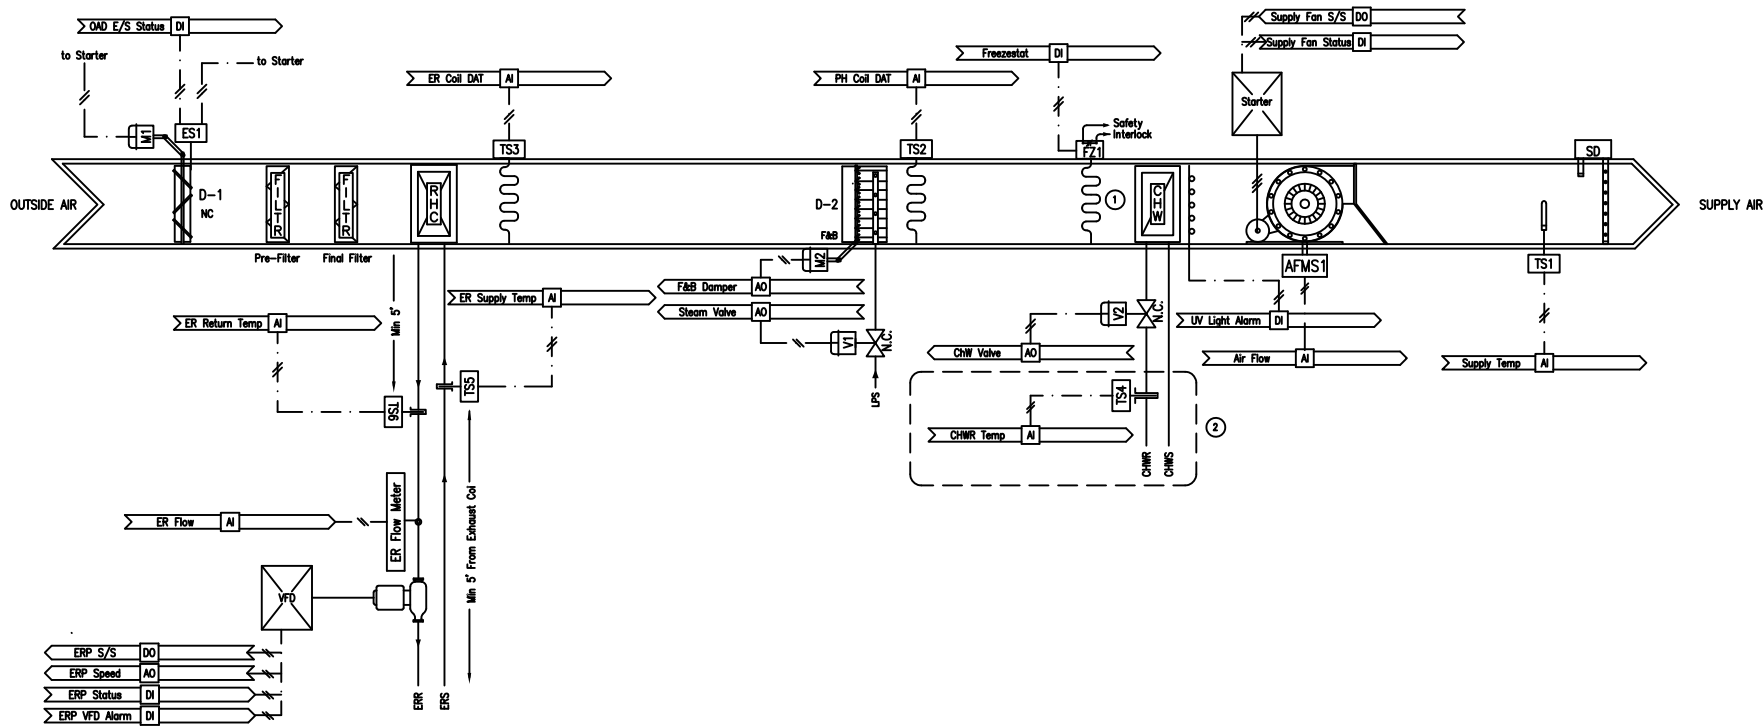 OAD E/S Status DI
Supply Fan S/S DO
Supply Fan Status DI
to Starter
to Starter
Freezestat DI
ER Coil DAT AI
PH Coil DAT AI
Starter
Safety
Interlock
M1
ES1
TS3
TS2
FZ1
SD
OUTSIDE AIR
D-1
NC
FILTR
FILTR
RHC
D-2
F&B
1
CHW
SUPPLY AIR
Pre-Filter
Final Filter
M2
AFMS1
TS1
F&B Damper AO
ER Supply Temp AI
Steam Valve AO
ER Return Temp AI
Min 5'
V1
N.C.
V2
N.C.
UV Light Alarm DI
ChW Valve AO
Air Flow AI
Supply Temp AI
TS6
TS5
LPS
TS4
CHWR Temp AI
2
CHWR
CHWS
ER Flow AI
ER Flow Meter
Min 5' From Exhaust Coi
VFD
ERP S/S DO
ERP Speed AO
ERP Status DI
ERP VFD Alarm DI
ERR
ERS